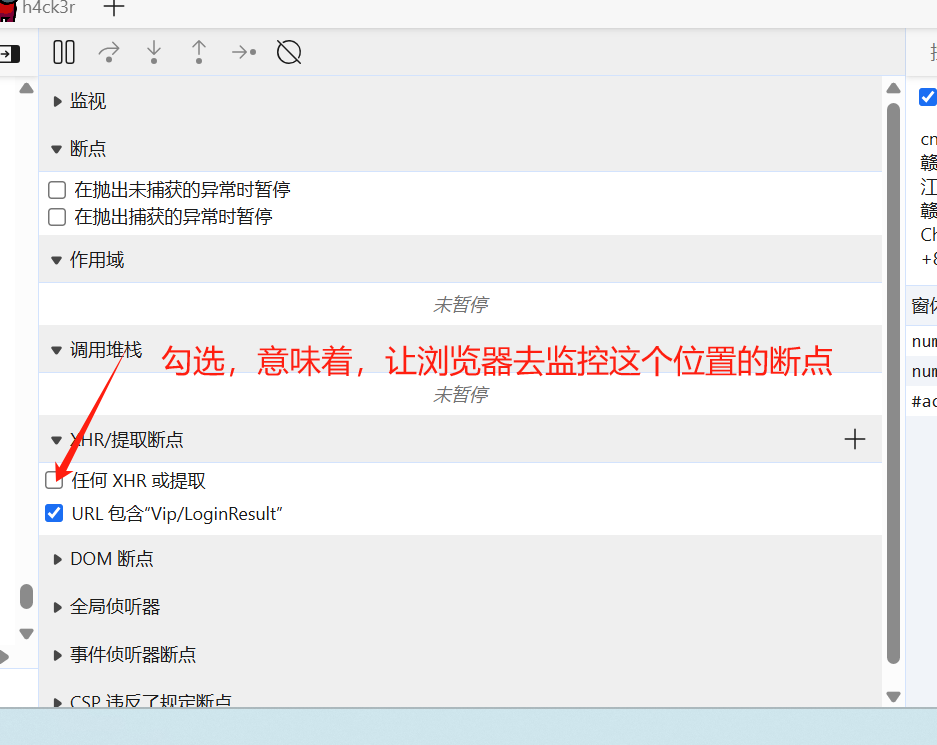 h4ck3r
监视
断点
在抛出未捕获的异常时暂停
在抛出捕获的异常时暂停
作用域
未暂停
调用堆栈
勾选，意味着，让浏览器去监控这个位置的断点
未暂停
XHR/提取断点
任何 XHR 或提取
URL 包含“Vip/LoginResult”
DOM 断点
全局侦听器
事件侦听器断点
CSP 违反了规定断点
cn
赣
江
赣
Ch
+8
窗体
num
num
#ac